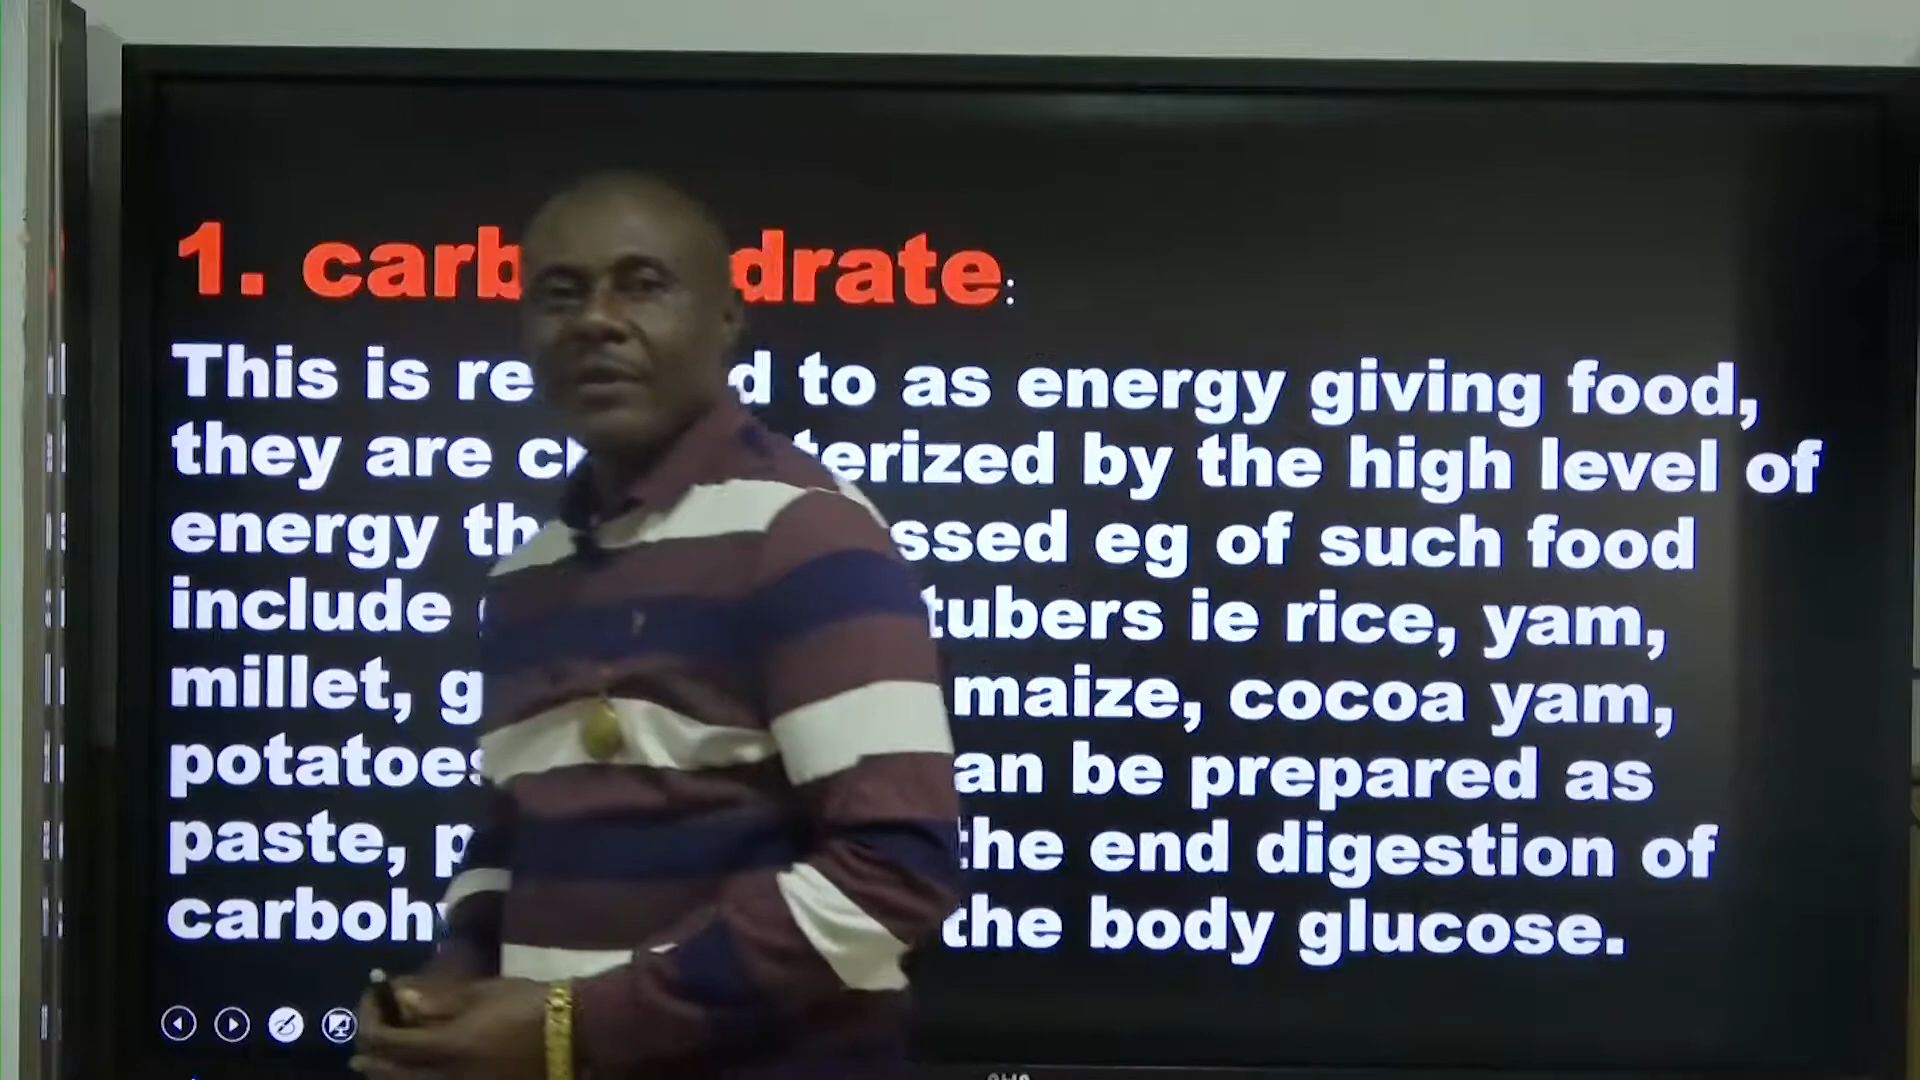 1. carb drate:
This is re d to as energy giving food,
they are terized by the high level of
energy th ssed eg of such food
include tubers ie rice, yam,
millet, g maize, cocoa yam,
potatoes an be prepared as
paste, p the end digestion of
carboh the body glucose.